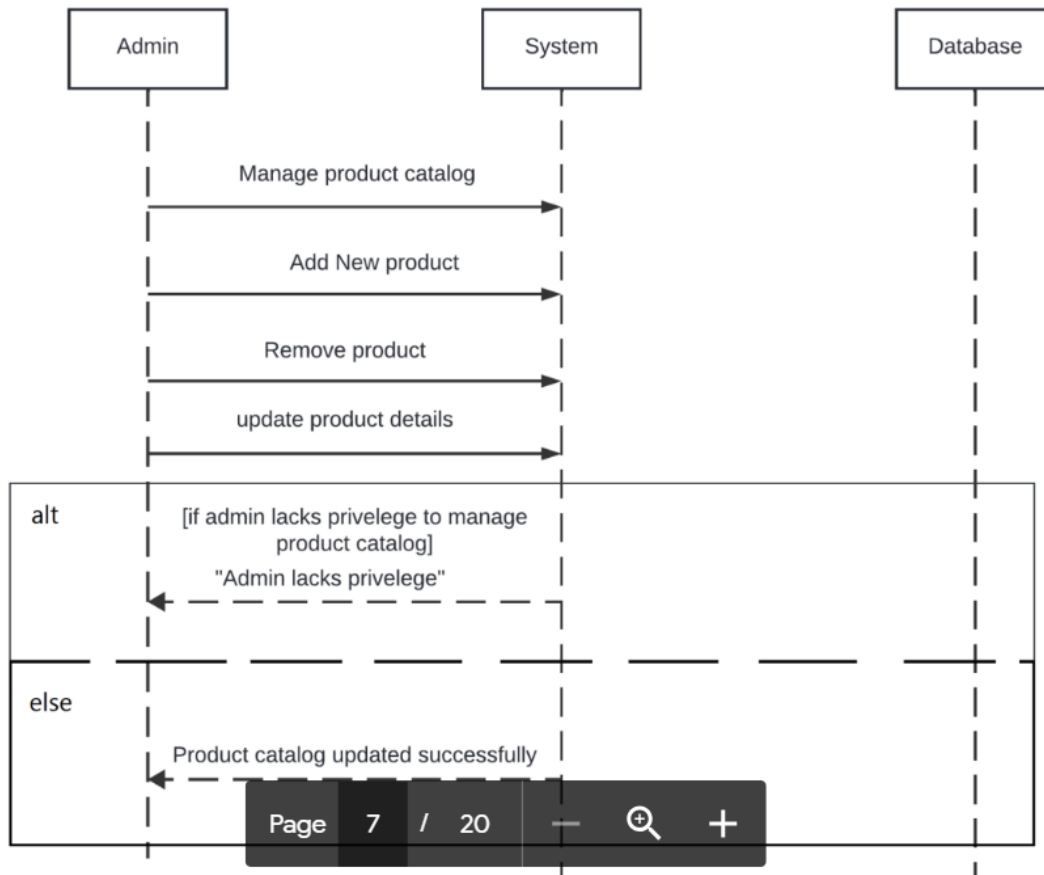 Admin
System
Database
Manage product catalog
Add New product
Remove product
update product details
alt
[if admin lacks privelege to manage
product catalog]
"Admin lacks privelege"
else
Product catalog updated successfully
Page 7 / 20